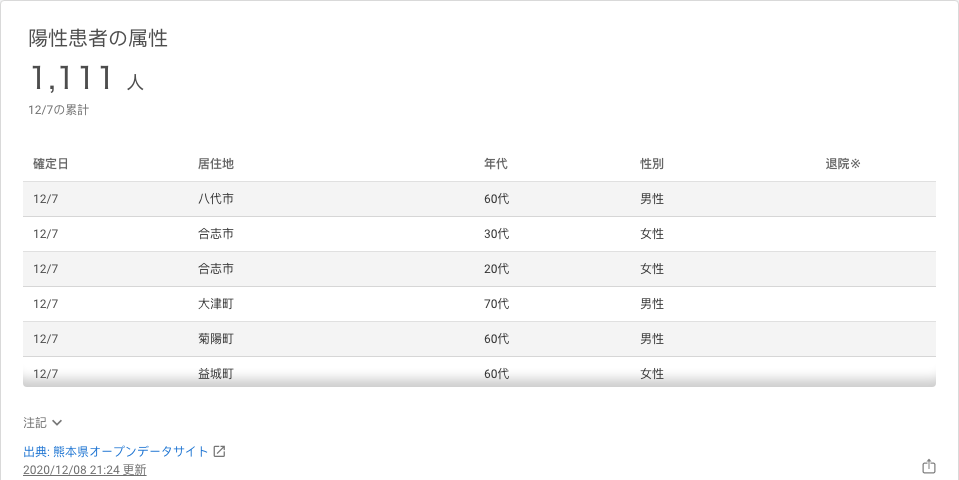 陽性患者の属性
1,111 人
12/7の累計
確定日 居住地 年代 性別 退院※
12/7 八代市 60代 男性
12/7 合志市 30代 女性
12/7 合志市 20代 女性
12/7 大津町 70代 男性
12/7 菊陽町 60代 男性
12/7 益城町 60代 女性
注記
出典: 熊本県オープンデータサイト
2020/12/08 21:24 更新